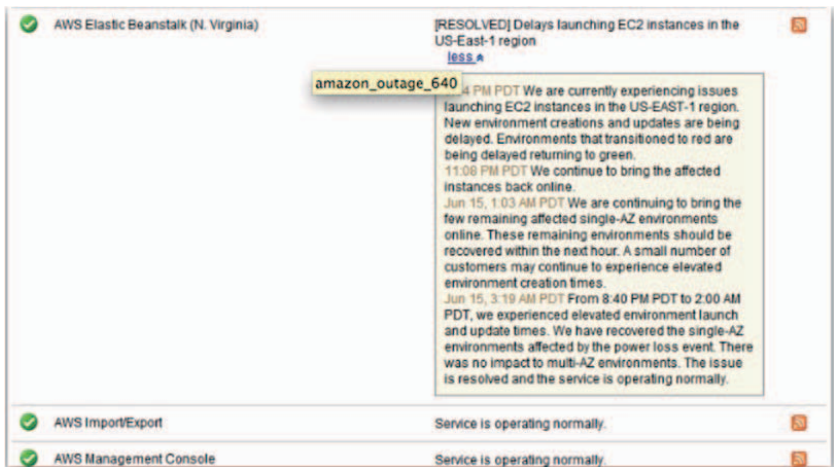 AWS Elastic Beanstalk (N. Virginia)
[RESOLVED] Delays launching EC2 instances in the
US-East-1 region
less
amazon_outage_640
4 PM PDT We are currently experiencing issues
launching EC2 instances in the US-EAST-1 region.
New environment creations and updates are being
delayed. Environments that transitioned to red are
being delayed returning to green.
11:08 PM PDT We continue to bring the affected
instances back online.
Jun 15, 1:03 AM PDT We are continuing to bring the
few remaining affected single-AZ environments
online. These remaining environments should be
recovered within the next hour. A small number of
customers may continue to experience elevated
environment creation times.
Jun 15, 3:19 AM PDT From 8:40 PM PDT to 2:00 AM
PDT, we experienced elevated environment launch
and update times. We have recovered the single-AZ
environments affected by the power loss event. There
was no impact to multi-AZ environments. The issue
is resolved and the service is operating normally.
AWS Import/Export
Service is operating normally.
AWS Management Console
Service is operating normally.